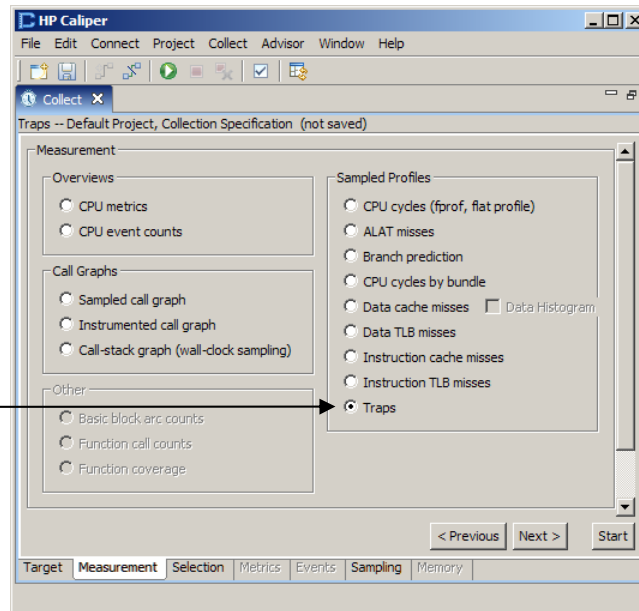 HP Caliper
File Edit Connect Project Collect Advisor Window Help
Collect
Traps -- Default Project, Collection Specification (not saved)
Measurement
Overviews
CPU metrics
CPU event counts
Call Graphs
Sampled call graph
Instrumented call graph
Call-stack graph (wall-clock sampling)
Other
Basic block arc counts
Function call counts
Function coverage
Sampled Profiles
CPU cycles (fprof, flat profile)
ALAT misses
Branch prediction
CPU cycles by bundle
Data cache misses Data Histogram
Data TLB misses
Instruction cache misses
Instruction TLB misses
Traps
< Previous Next > Start
Target Measurement Selection Metrics Events Sampling Memory